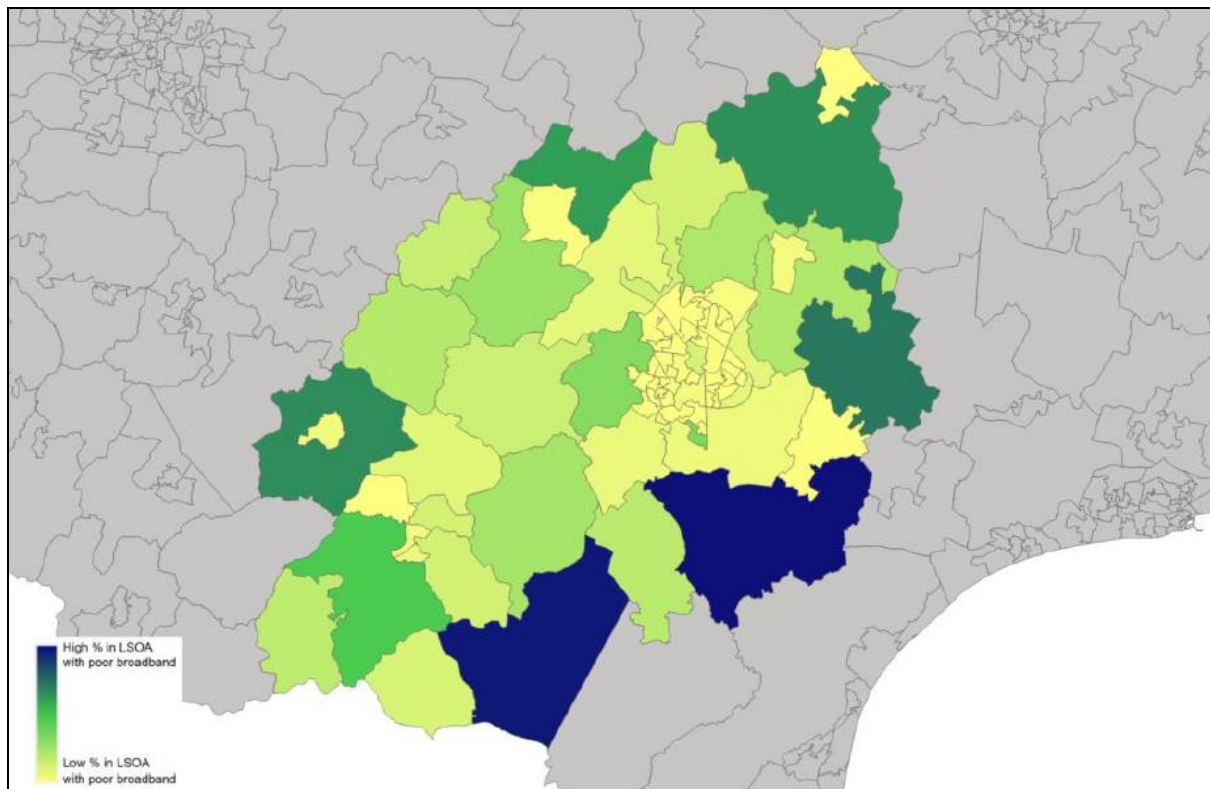 High % in LSOA
with poor broadband
Low % in LSOA
with poor broadband